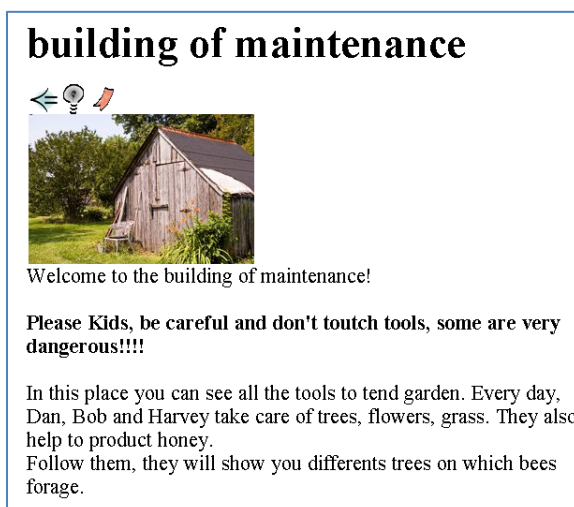 building of maintenance
Welcome to the building of maintenance!
Please Kids, be careful and don't toutch tools, some are very
dangerous!!!!
In this place you can see all the tools to tend garden. Every day,
Dan, Bob and Harvey take care of trees, flowers, grass. They also
help to product honey.
Follow them, they will show you differents trees on which bees
forage.